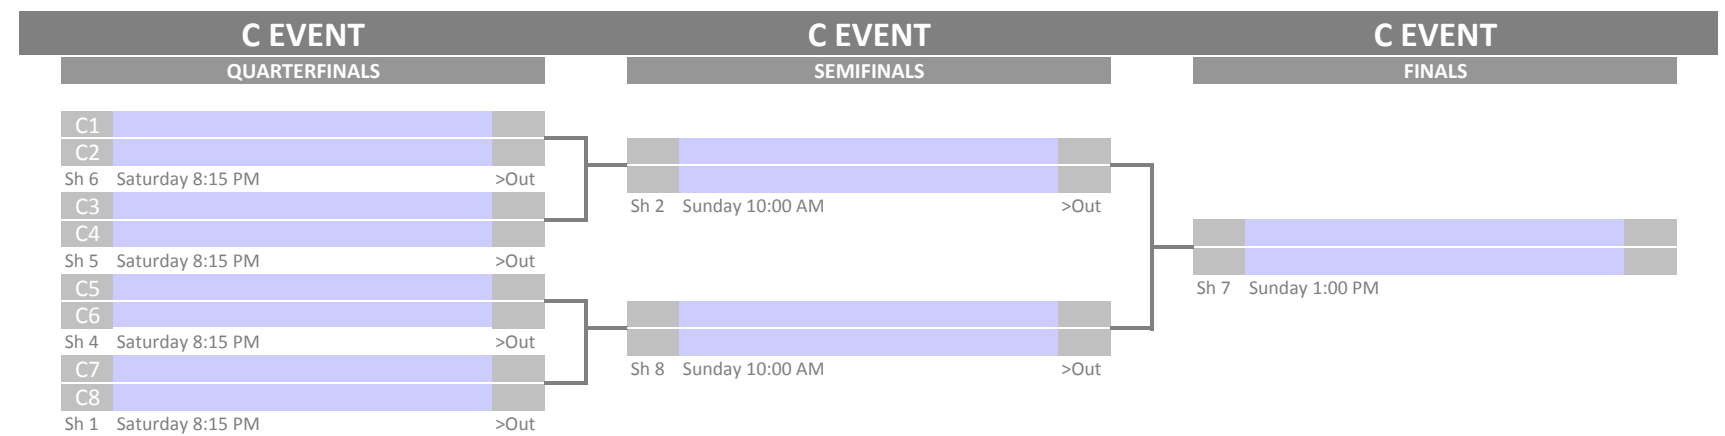 C EVENT C EVENT C EVENT
QUARTERFINALS SEMIFINALS FINALS
C1
C2
Sh 6 Saturday 8:15 PM >Out
C3
Sh 2 Sunday 10:00 AM >Out
C4
Sh 5 Saturday 8:15 PM >Out
C5
Sh 7 Sunday 1:00 PM
C6
Sh 4 Saturday 8:15 PM >Out
C7
Sh 8 Sunday 10:00 AM >Out
C8
Sh 1 Saturday 8:15 PM >Out